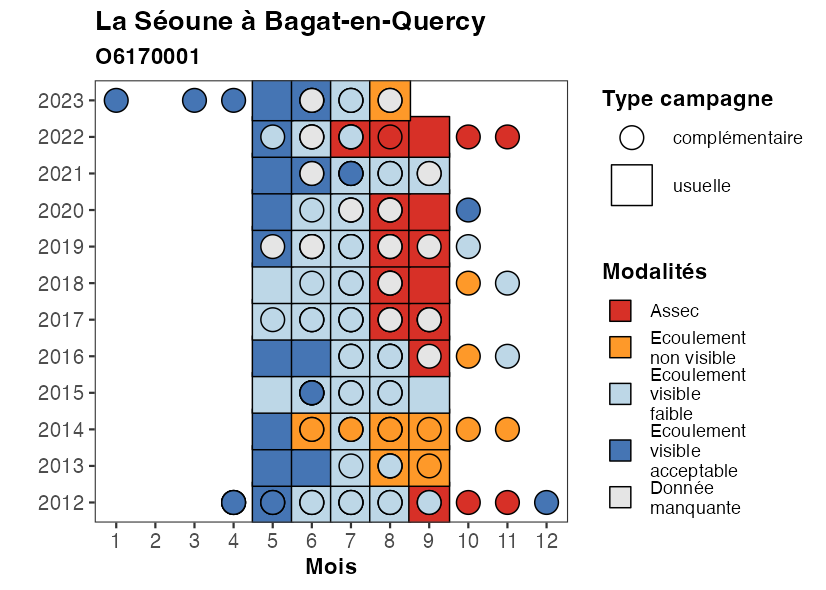 La Séoune à Bagat-en-Quercy
O6170001
2023
2022
2021
2020
2019
2018
2017
2016
2015
2014
2013
2012
1 2 3 4 5 6 7 8 9 10 11 12
Mois
Type campagne
complémentaire
usuelle
Modalités
Assec
Ecoulement
non visible
Ecoulement
visible
faible
Ecoulement
visible
acceptable
Donnée
manquante